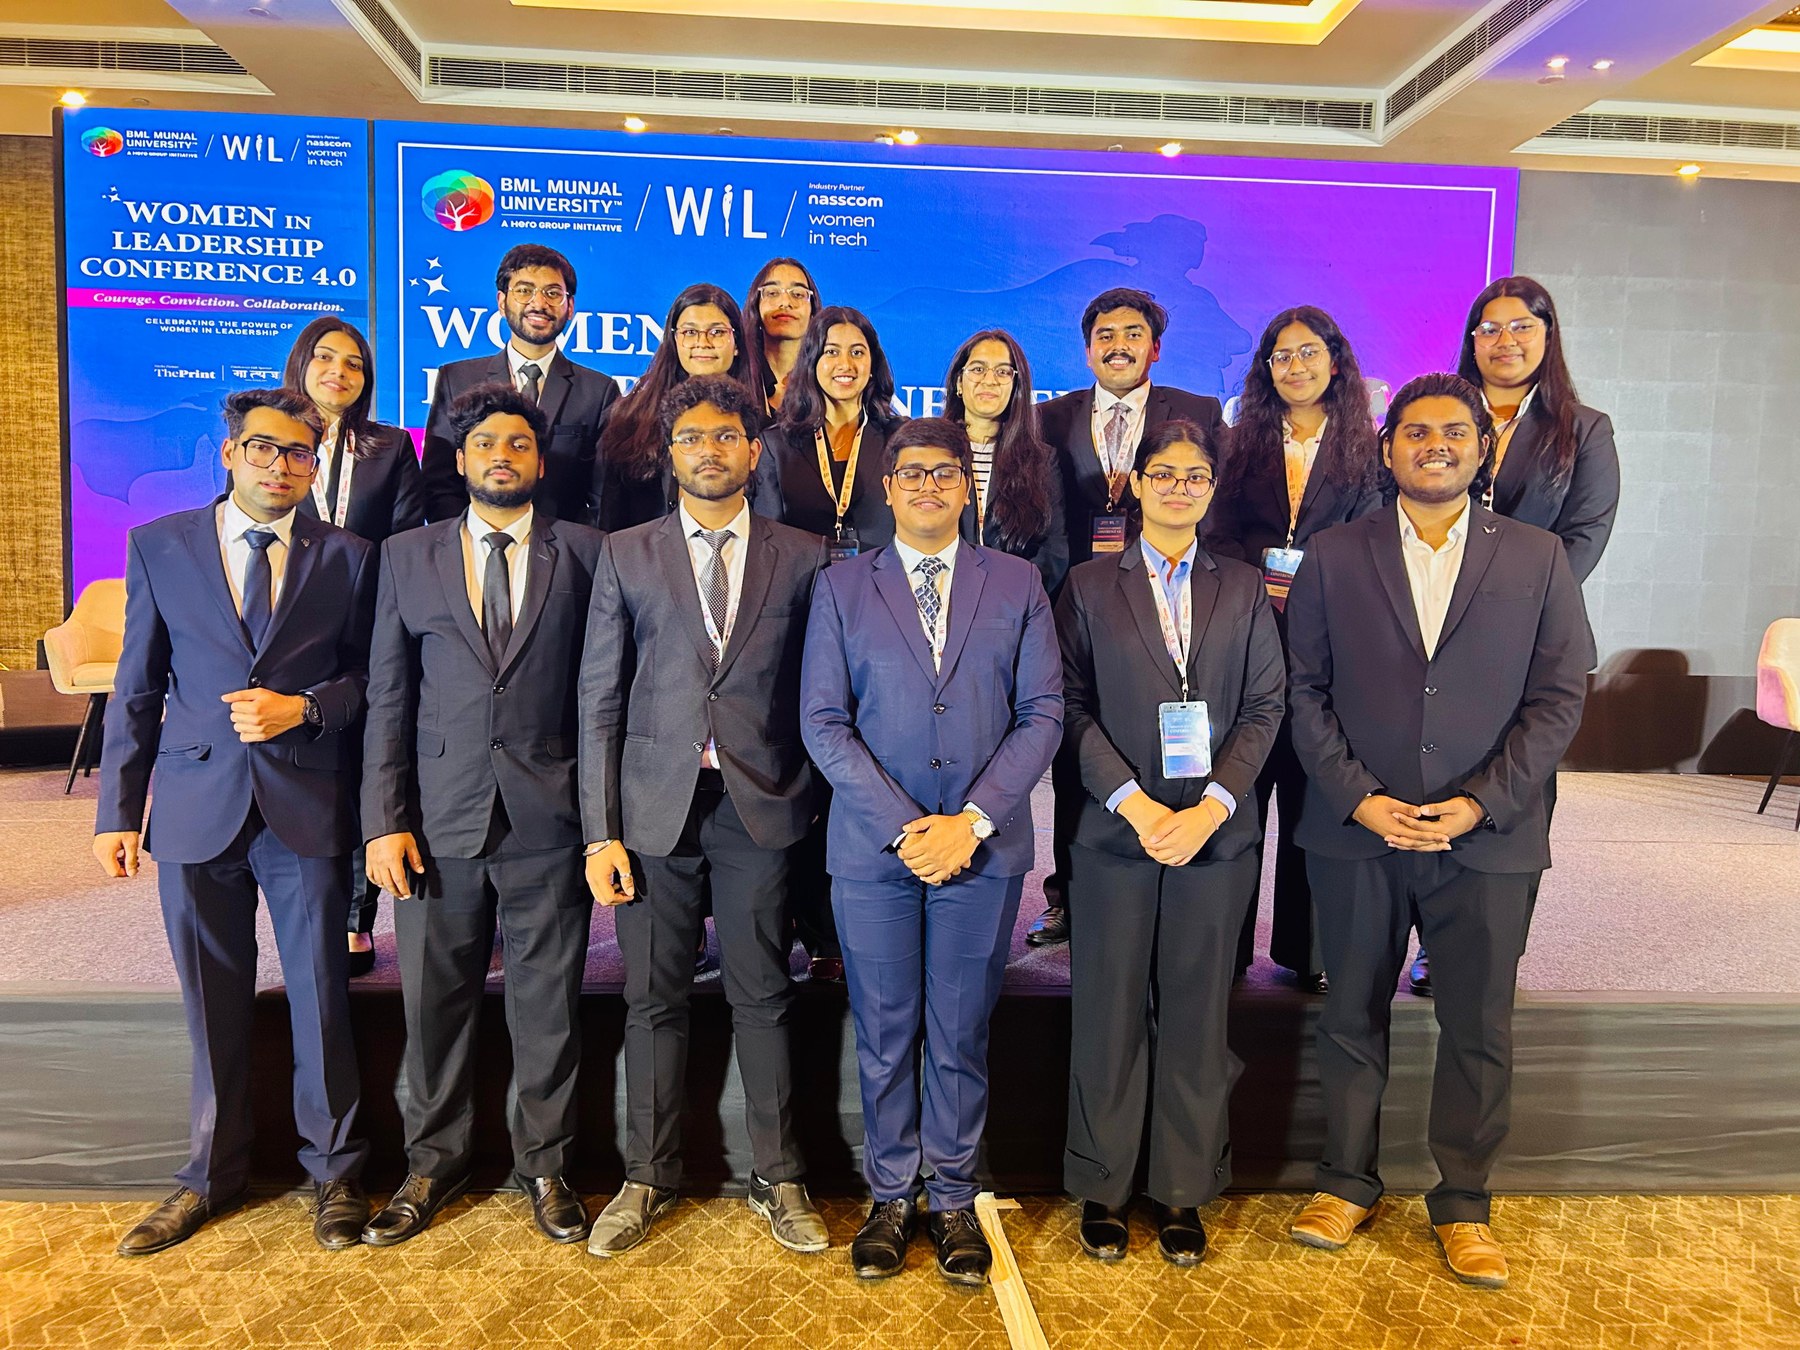 BML MUNJAL
UNIVERSITY™
A Hero GROUP INITIATIVE
WiL
nasscom
women
in tech
WOMEN IN
LEADERSHIP
CONFERENCE 4.0
Courage. Conviction. Collaboration.
CELEBRATING THE POWER OF
WOMEN IN LEADERSHIP
ThePrint
BML MUNJAL
UNIVERSITY™
A Hero GROUP INITIATIVE
WiL
Industry Partner
nasscom
women
in tech
WOMEN